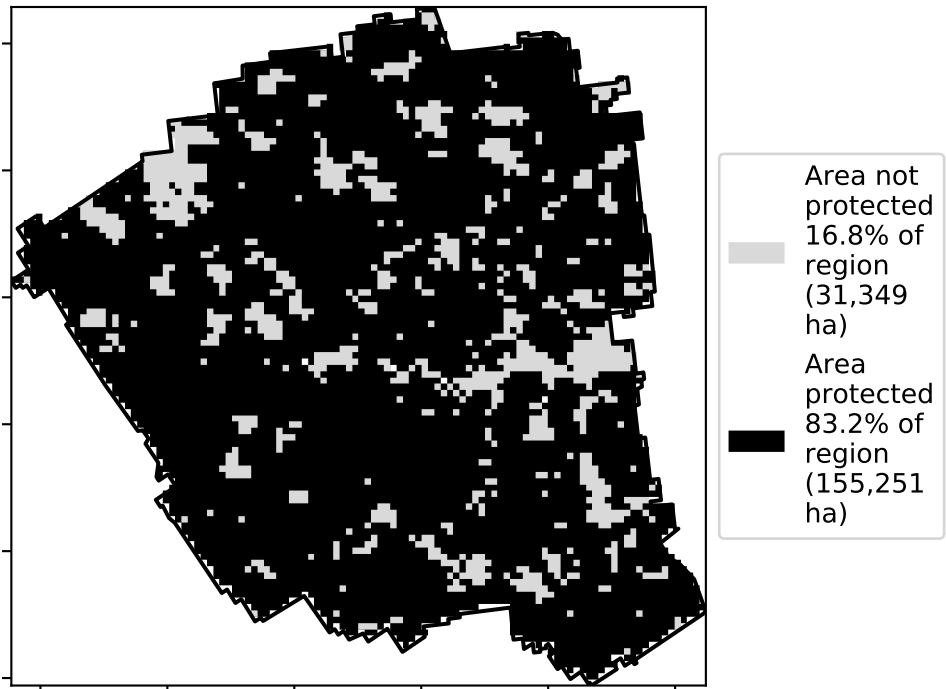 Area not
protected
16.8% of
region
(31,349
ha)
Area
protected
83.2% of
region
(155,251
ha)